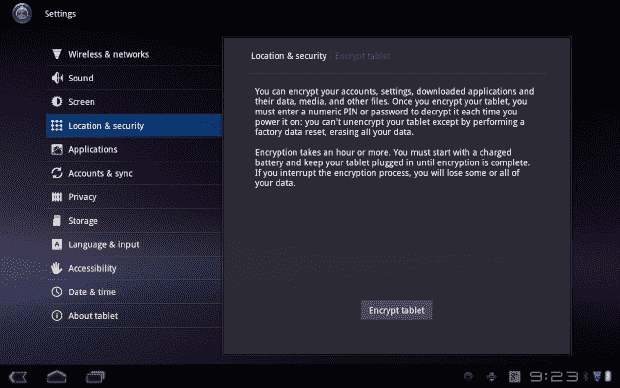 Settings
Wireless & networks
Sound
Screen
Location & security
Applications
Accounts & sync
Privacy
Storage
Language & input
Accessibility
Date & time
About tablet
Location & security Encrypt tablet
You can encrypt your accounts, settings, downloaded applications and
their data, media, and other files. Once you encrypt your tablet, you
must enter a numeric PIN or password to decrypt it each time you
power it on: you can't unencrypt your tablet except by performing a
factory data reset, erasing all your data.
Encryption takes an hour or more. You must start with a charged
battery and keep your tablet plugged in until encryption is complete.
If you interrupt the encryption process, you will lose some or all of
your data.
Encrypt tablet
9:23